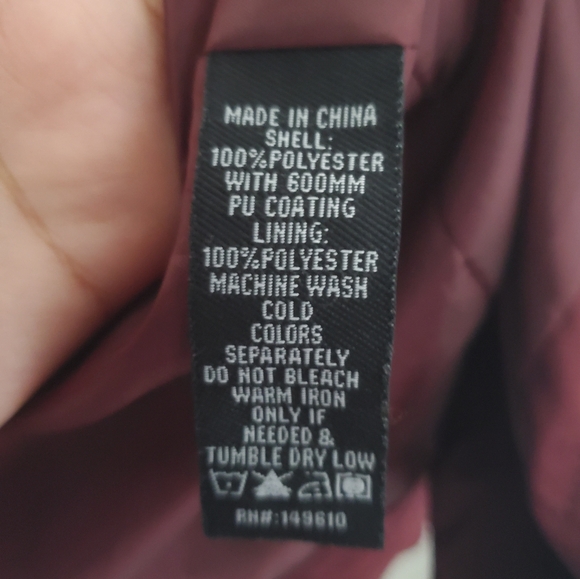 MADE IN CHINA
SHELL:
100%POLYESTER
WITH 600MM
PU COATING
LINING:
100%POLYESTER
MACHINE WASH
COLD
COLORS
SEPARATELY
DO NOT BLEACH
WARM IRON
ONLY IF
NEEDED &
TUMBLE DRY LOW
RN#:149610